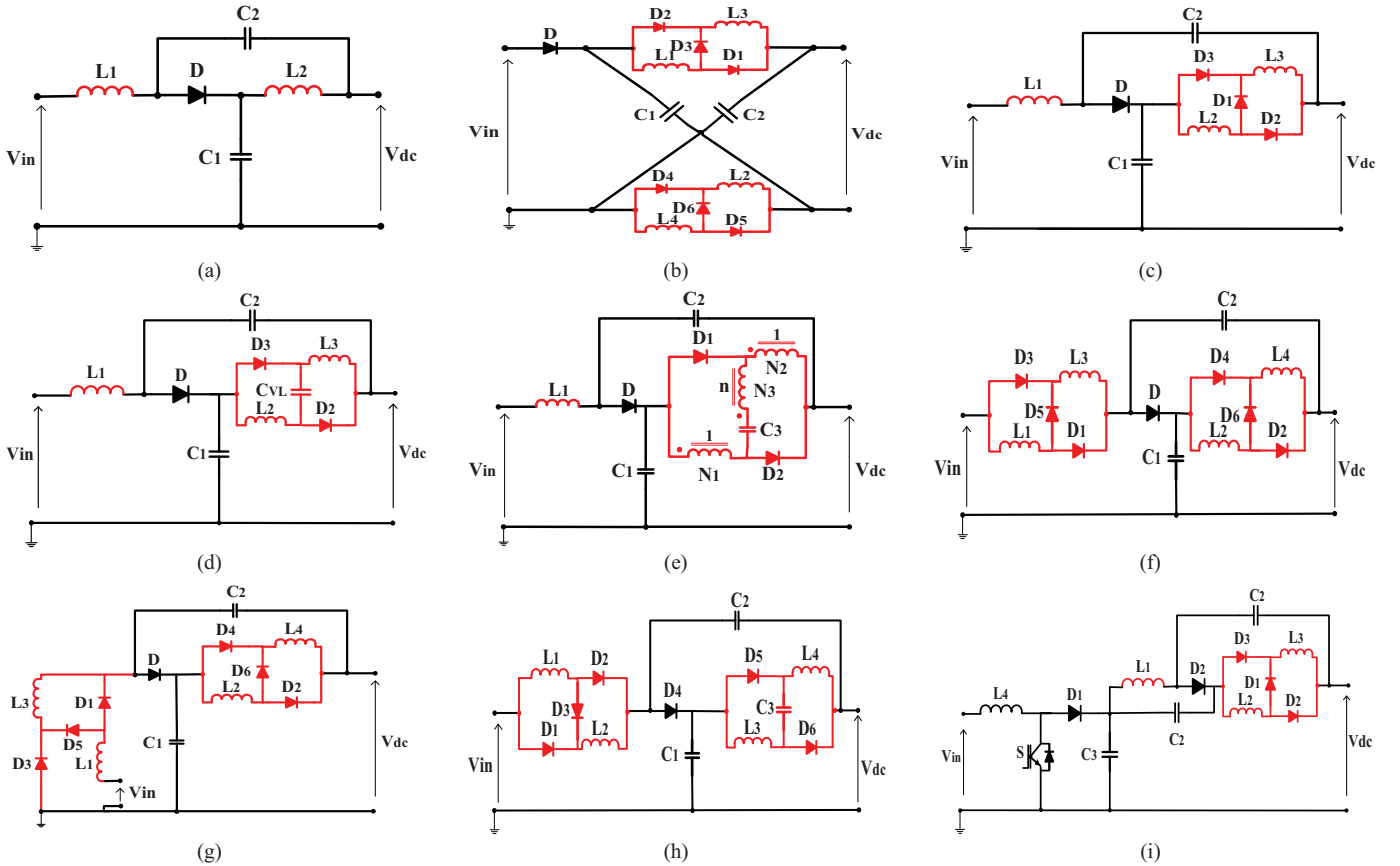 C2
L1
D
L2
C1
Vin
Vdc
(a)
D2
L3
D
D3
L1
D1
C1
C2
Vin
Vdc
D4
L2
D6
L4
D5
(b)
C2
D3
L3
L1
D
D1
L2
D2
C1
Vin
Vdc
(c)
C2
D3
L3
L1
D
CVL
L2
D2
C1
Vin
Vdc
(d)
C2
D1
1
N2
n
N3
L1
D
C3
1
N1
D2
C1
Vin
Vdc
(e)
C2
D3
L3
D4
L4
D5
D
D6
L1
D1
L2
D2
C1
Vin
Vdc
(f)
C2
D4
L4
D
D6
L3
D1
L2
D2
D5
C1
Vdc
D3
L1
Vin
(g)
C2
L1
D2
D5
L4
D4
D3
C3
D1
L2
L3
D6
C1
Vin
Vdc
(h)
C2
D3
L3
L1
D2
D1
L4
D1
L2
D2
C2
S
C3
Vin
Vdc
(i)